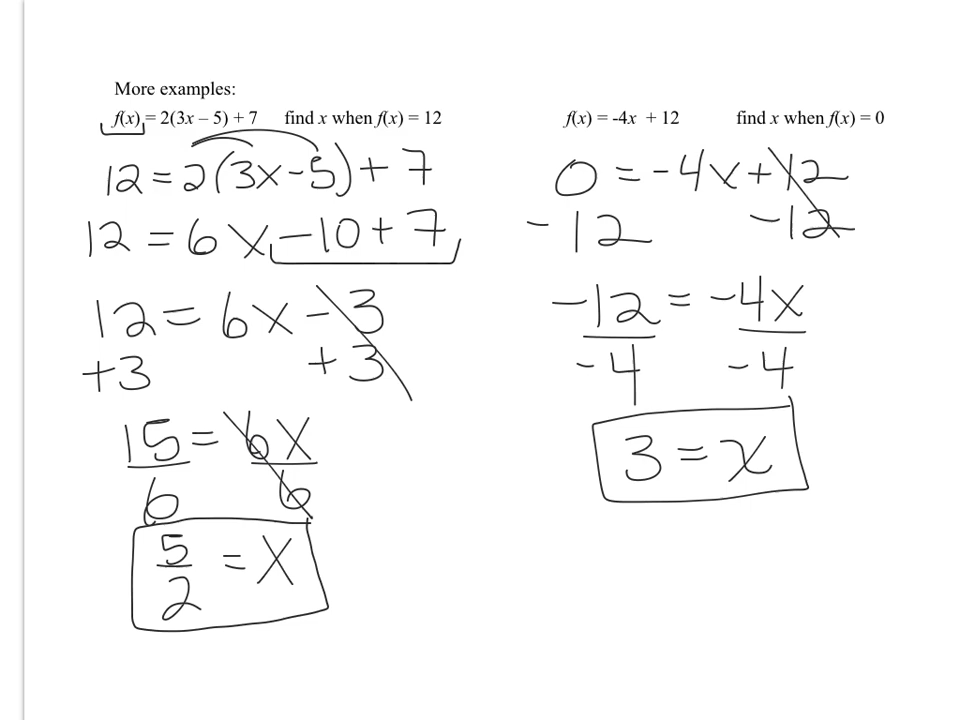 More examples:
f(x) = 2(3x – 5) + 7 find x when f(x) = 12
12 = 2(3x - 5) + 7
12 = 6x - 10 + 7
12 = 6x - 3
+3 +3
15 = 6x
6 6
5
2 = x
f(x) = -4x + 12 find x when f(x) = 0
0 = -4x + 12
-12 -12
-12 = -4x
-4 -4
3 = x